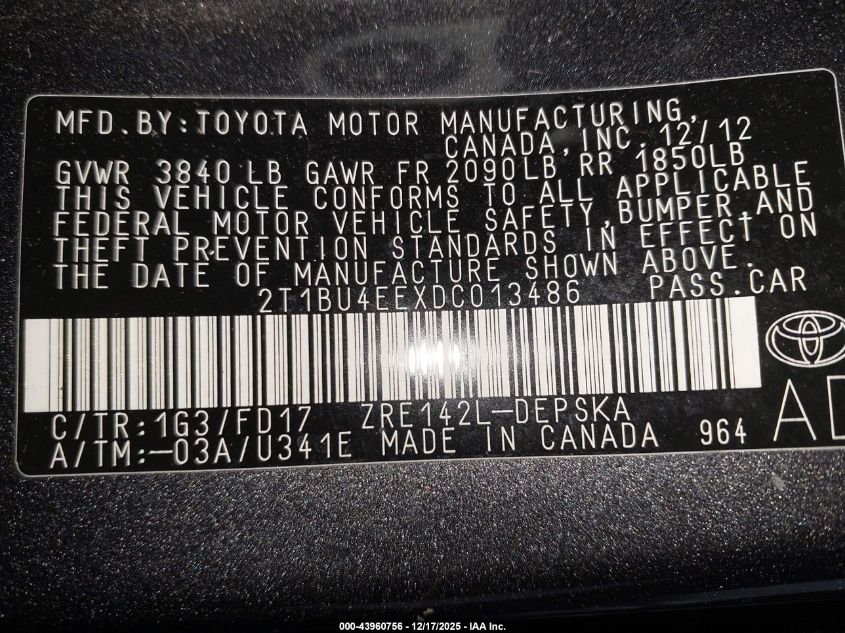 MFD.BY:TOYOTA MOTOR MANUFACTURING,
CANADA,INC. 12/12
GVWR 3840 LB GAWR FR 2090LB RR 1850LB
THIS VEHICLE CONFORMS TO ALL APPLICABLE
FEDERAL MOTOR VEHICLE SAFETY,BUMPER,AND
THEFT PREVENTION STANDARDS IN EFFECT ON
THE DATE OF MANUFACTURE SHOWN ABOVE.
2T1BU4EEXDC013486 PASS.CAR
C/TR:1G3/FD17 ZRE142L-DEPSKA
A/TM:-03A/U341E MADE IN CANADA 964
000-43960756 - 12/17/2025 - IAA Inc.